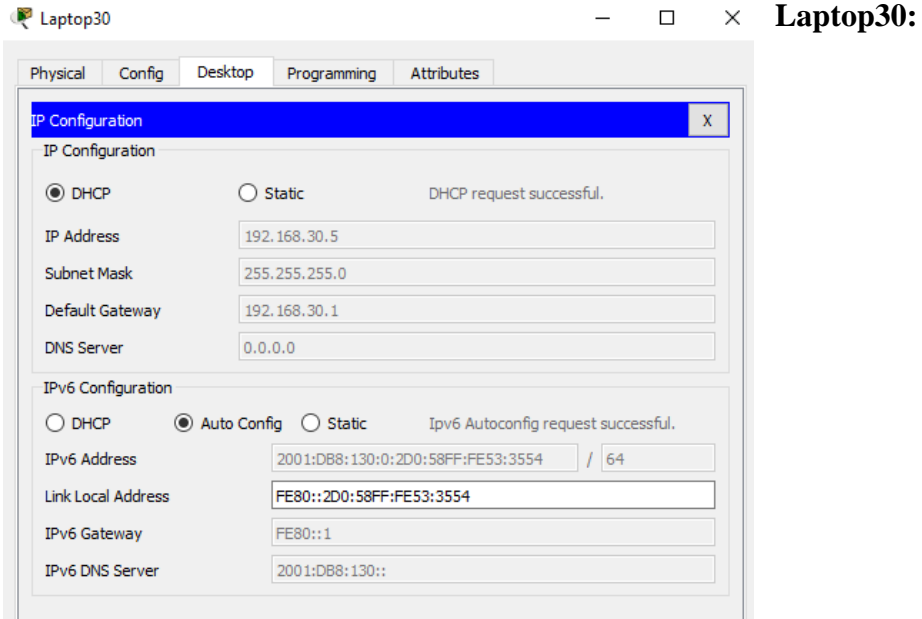 Laptop30
Laptop30:
Physical Config Desktop Programming Attributes
IP Configuration X
IP Configuration
DHCP Static DHCP request successful.
IP Address 192.168.30.5
Subnet Mask 255.255.255.0
Default Gateway 192.168.30.1
DNS Server 0.0.0.0
IPv6 Configuration
DHCP Auto Config Static Ipv6 Autoconfig request successful.
IPv6 Address 2001:DB8:130:0:2D0:58FF:FE53:3554 / 64
Link Local Address FE80::2D0:58FF:FE53:3554
IPv6 Gateway FE80::1
IPv6 DNS Server 2001:DB8:130::